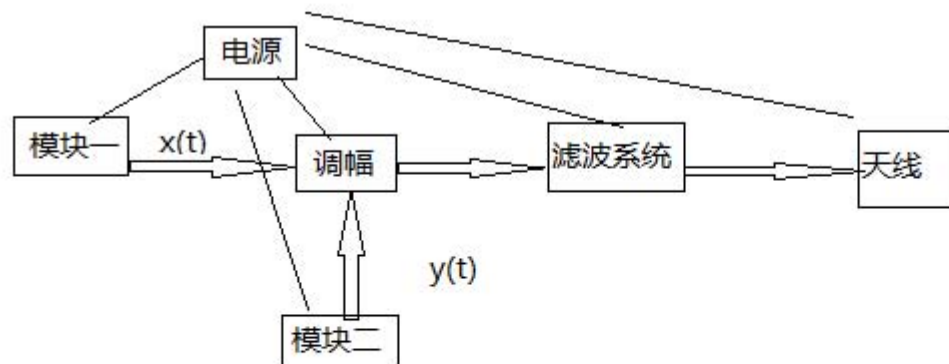 电源
模块一
x(t)
调幅
滤波系统
天线
y(t)
模块二